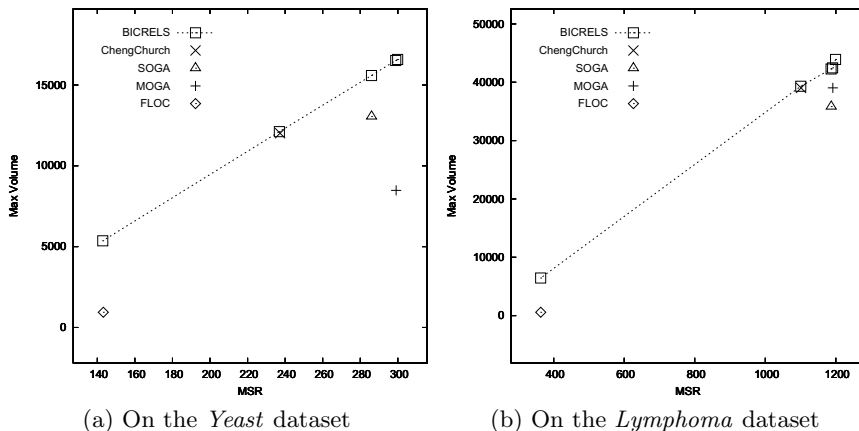 BICRELS
ChengChurch
SOGA
MOGA
FLOC
15000
10000
5000
0
Max Volume
140 160 180 200 220 240 260 280 300
MSR
(a) On the Yeast dataset
BICRELS
ChengChurch
SOGA
MOGA
FLOC
50000
40000
30000
20000
10000
0
Max Volume
400 600 800 1000 1200
MSR
(b) On the Lymphoma dataset